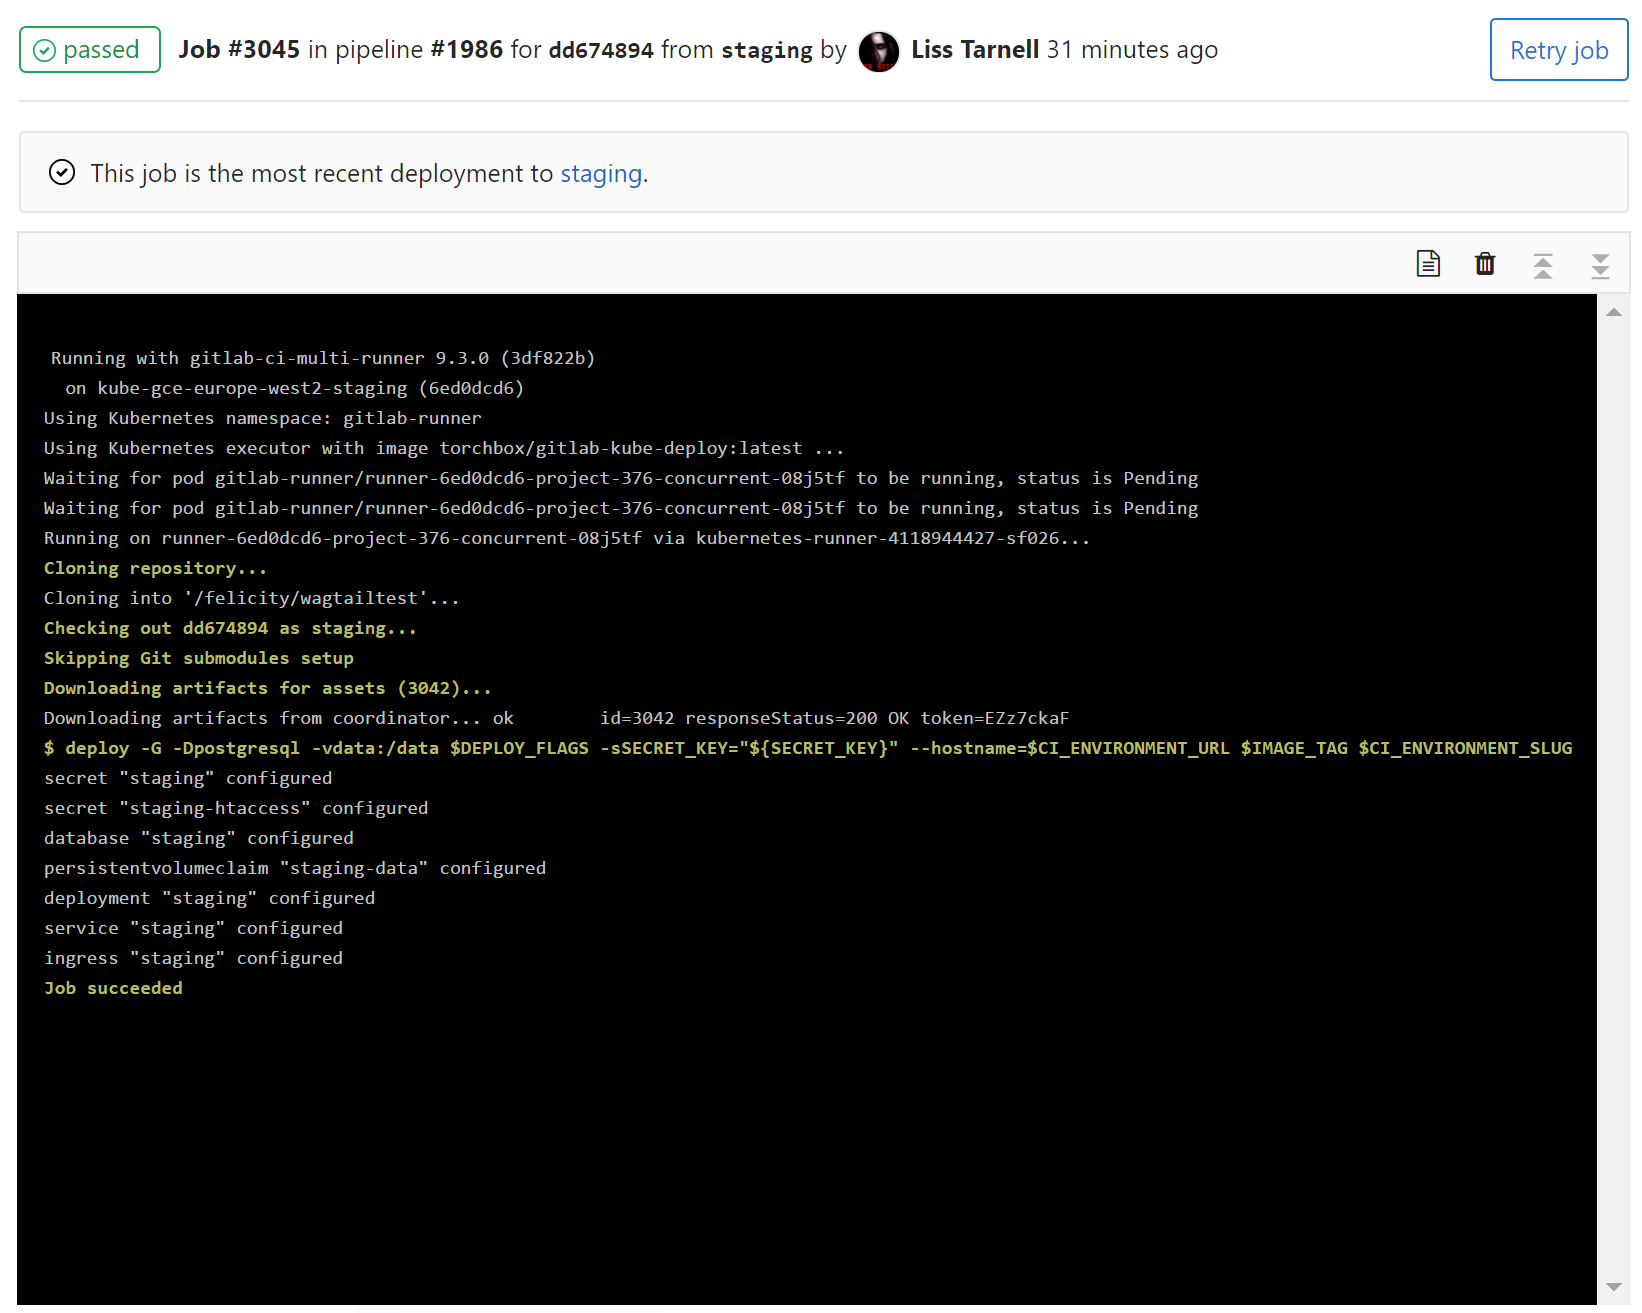 passed Job #3045 in pipeline #1986 for dd674894 from staging by Liss Tarnell 31 minutes ago Retry job
This job is the most recent deployment to staging.
Running with gitlab-ci-multi-runner 9.3.0 (3df822b)
on kube-gce-europe-west2-staging (6ed0dcd6)
Using Kubernetes namespace: gitlab-runner
Using Kubernetes executor with image torchbox/gitlab-kube-deploy:latest ...
Waiting for pod gitlab-runner/runner-6ed0dcd6-project-376-concurrent-08j5tf to be running, status is Pending
Waiting for pod gitlab-runner/runner-6ed0dcd6-project-376-concurrent-08j5tf to be running, status is Pending
Running on runner-6ed0dcd6-project-376-concurrent-08j5tf via kubernetes-runner-4118944427-sf026...
Cloning repository...
Cloning into '/felicity/wagtailtest'...
Checking out dd674894 as staging...
Skipping Git submodules setup
Downloading artifacts for assets (3042)...
Downloading artifacts from coordinator... ok        id=3042 responseStatus=200 OK token=EZz7ckaF
$ deploy -G -Dpostgresql -vdata:/data $DEPLOY_FLAGS -sSECRET_KEY="${SECRET_KEY}" --hostname=$CI_ENVIRONMENT_URL $IMAGE_TAG $CI_ENVIRONMENT_SLUG
secret "staging" configured
secret "staging-htaccess" configured
database "staging" configured
persistentvolumeclaim "staging-data" configured
deployment "staging" configured
service "staging" configured
ingress "staging" configured
Job succeeded